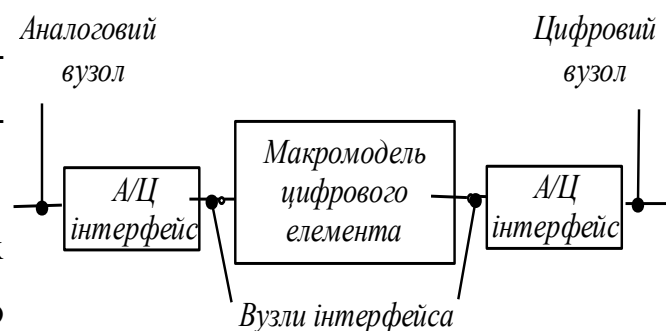 Аналоговий
вузол
Цифровий
вузол
А/Ц
інтерфейс
Макромодель
цифрового
елемента
А/Ц
інтерфейс
Вузли інтерфейса